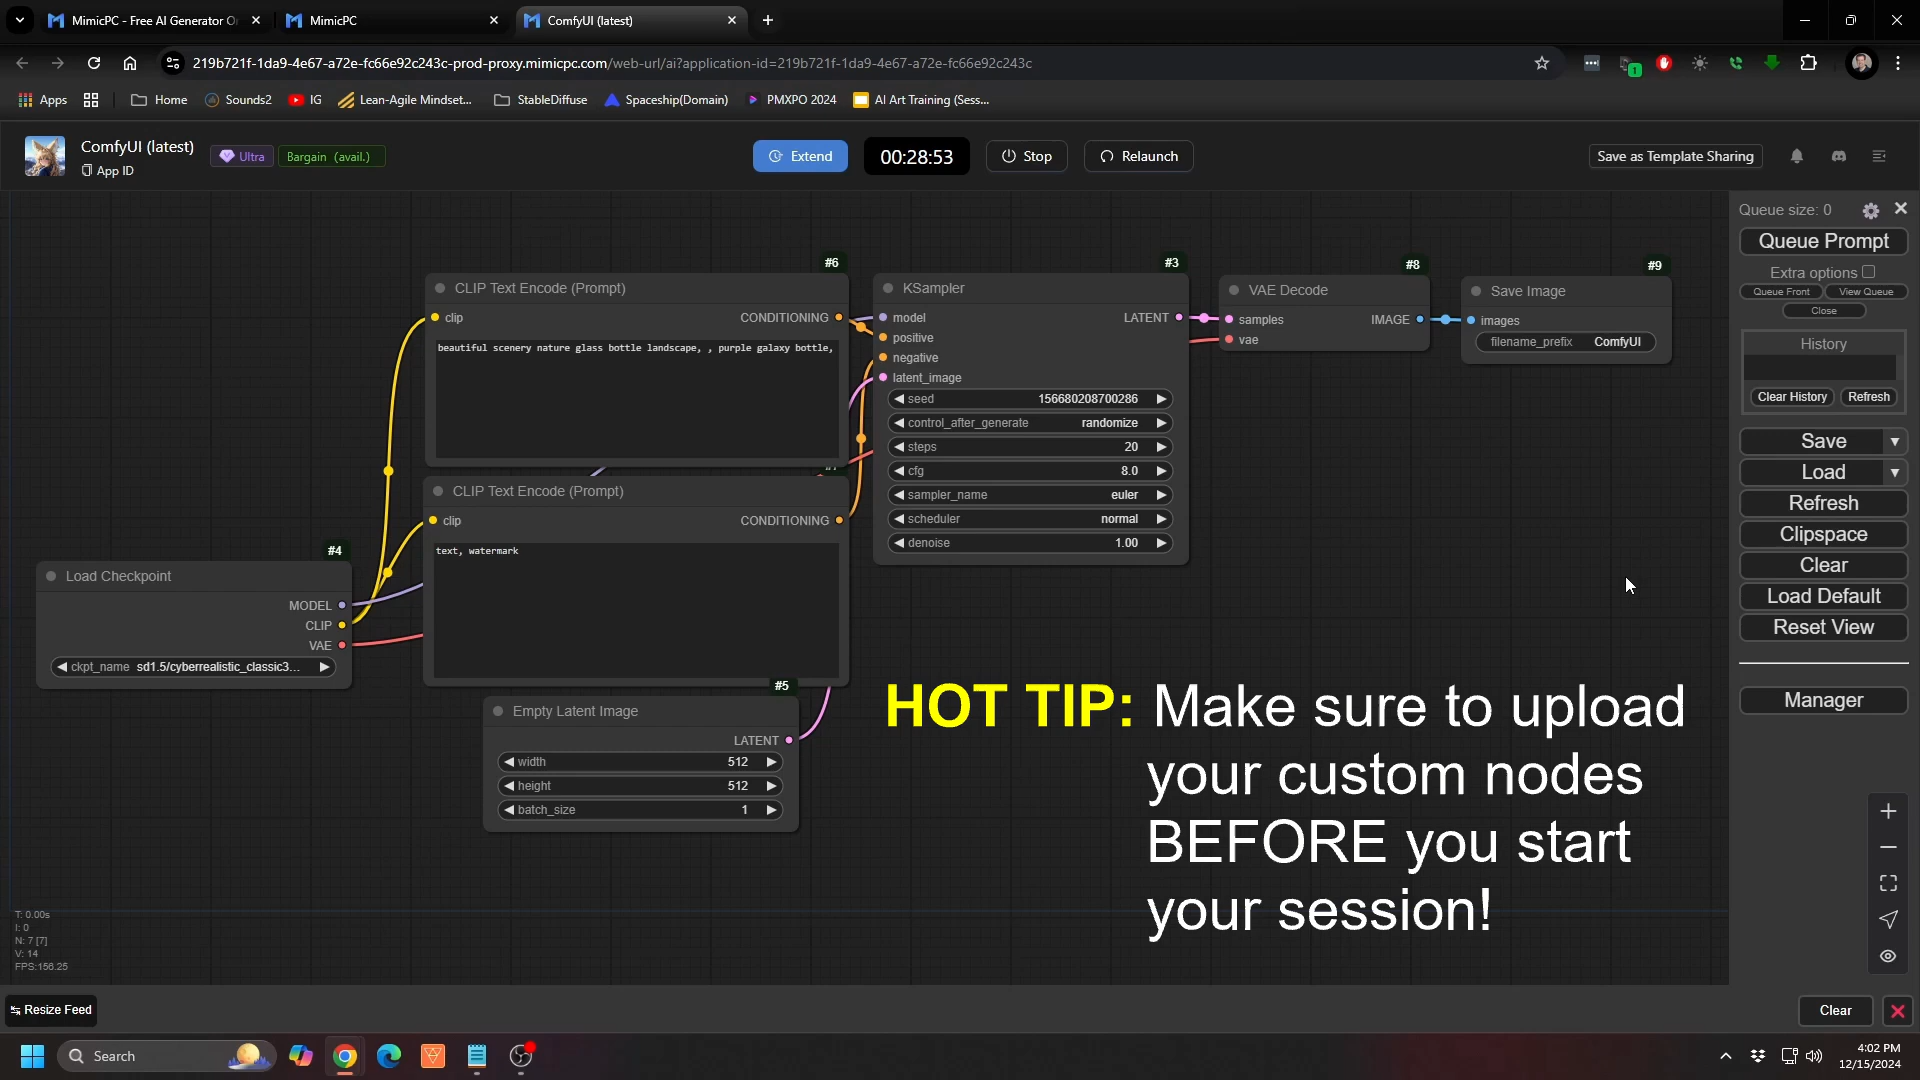 MimicPC - Free AI Generator O
MimicPC
ComfyUI (latest)
219b721f-1da9-4e67-a72e-fc66e92c243c-prod-proxy.mimicpc.com/web-url/ai?application-id=219b721f-1da9-4e67-a72e-fc66e92c243c
1
Apps
Home
Sounds2
IG
Lean-Agile Mindset...
StableDiffuse
Spaceship(Domain)
PMXPO 2024
AI Art Training (Sess...
ComfyUI (latest)
App ID
Ultra
Bargain (avail.)
Extend
00:28:53
Stop
Relaunch
Save as Template Sharing
Queue size: 0
Queue Prompt
Extra options
Queue Front
View Queue
Close
History
Clear History
Refresh
Save
Load
Refresh
Clipspace
Clear
Load Default
Reset View
Manager
#6
CLIP Text Encode (Prompt)
clip
CONDITIONING
beautiful scenery nature glass bottle landscape, , purple galaxy bottle,
CLIP Text Encode (Prompt)
clip
CONDITIONING
text, watermark
#4
Load Checkpoint
MODEL
CLIP
VAE
ckpt_name sd1.5/cyberrealistic_classic3...
#5
Empty Latent Image
LATENT
width 512
height 512
batch_size 1
#3
KSampler
model
LATENT
positive
negative
latent_image
seed 156680208700286
control_after_generate randomize
steps 20
cfg 8.0
sampler_name euler
scheduler normal
denoise 1.00
#8
VAE Decode
samples
IMAGE
vae
#9
Save Image
images
filename_prefix ComfyUI
HOT TIP: Make sure to upload
your custom nodes
BEFORE you start
your session!
T: 0.00s
I: 0
N: 7 [7]
V: 14
FPS:156.25
Resize Feed
Clear
Search
4:02 PM
12/15/2024